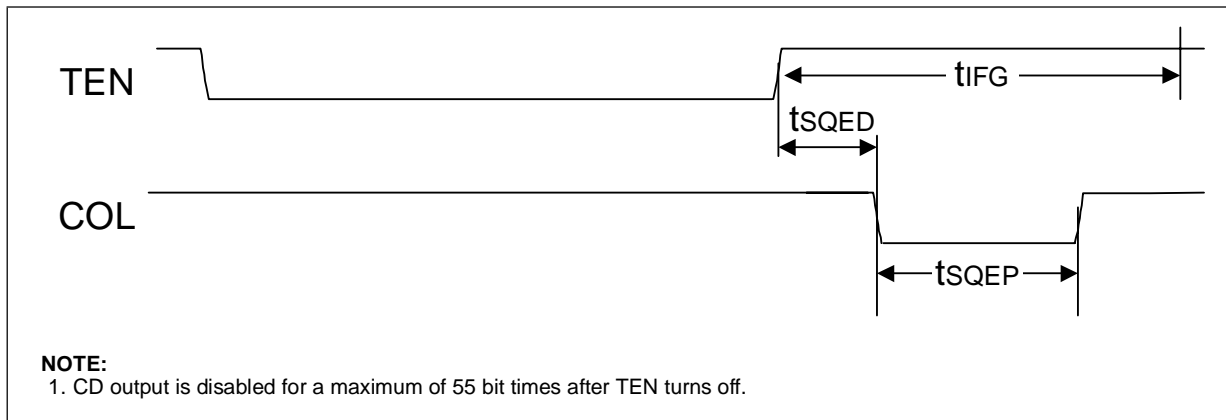 TEN
tIFG
tSQED
COL
tSQEP
NOTE:
1. CD output is disabled for a maximum of 55 bit times after TEN turns off.